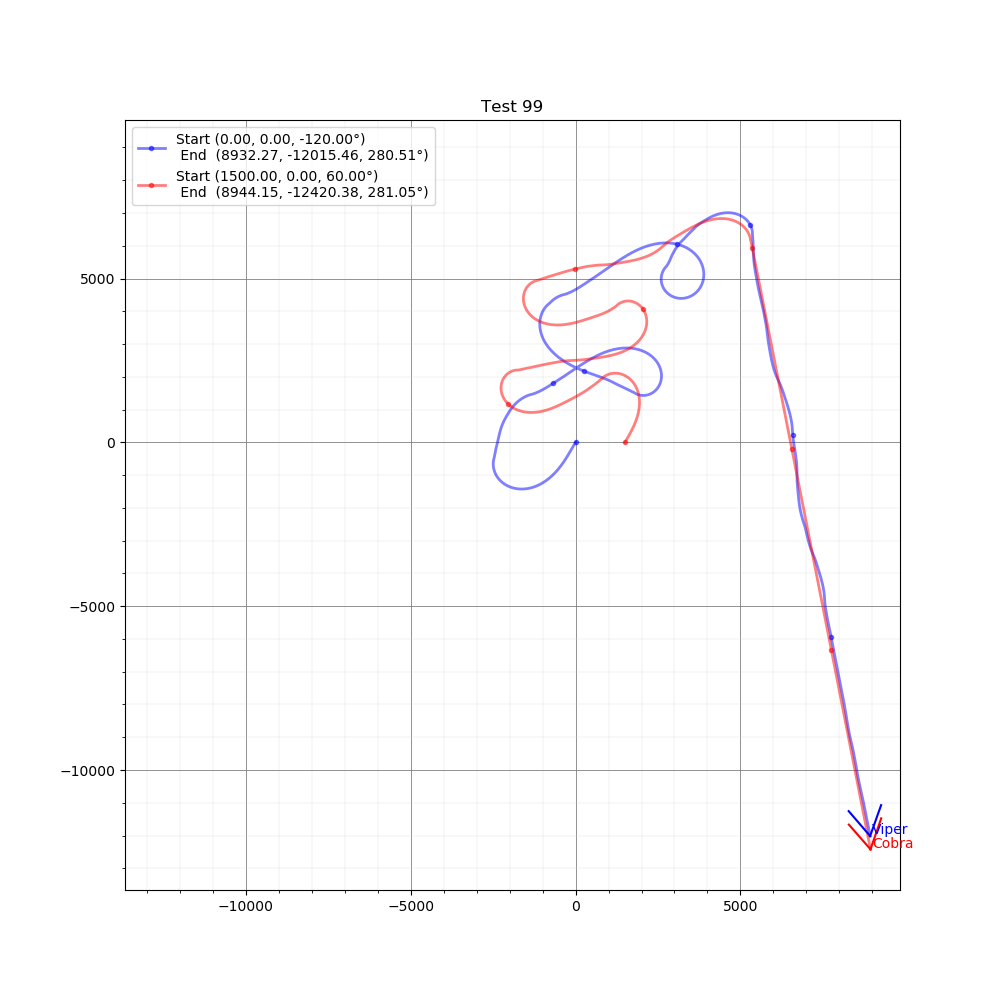 Test 99
Start (0.00, 0.00, -120.00°)
End  (8932.27, -12015.46, 280.51°)
Start (1500.00, 0.00, 60.00°)
End  (8944.15, -12420.38, 281.05°)
5000
0
−5000
−10000
Viper
Cobra
−10000
−5000
0
5000